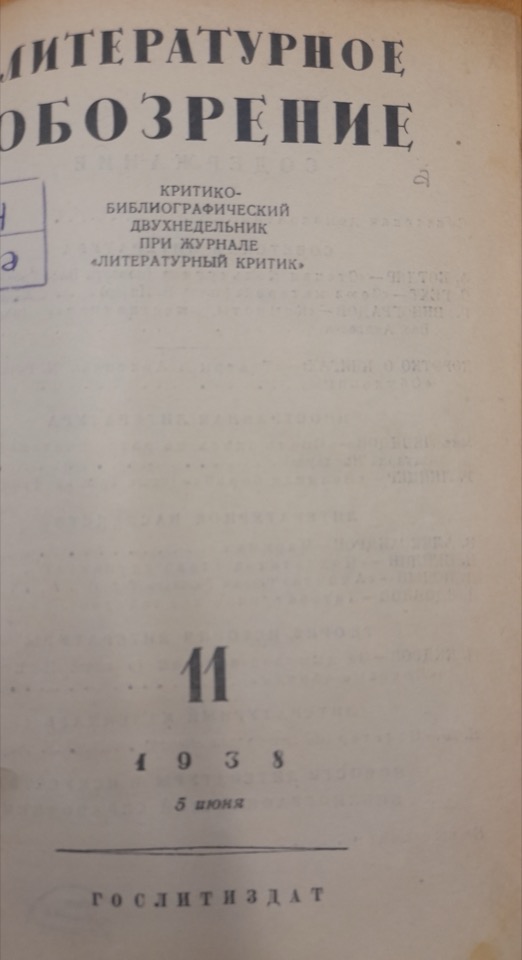 ЛИТЕРАТУРНОЕ
ОБОЗРЕНИЕ
КРИТИКО-
БИБЛИОГРАФИЧЕСКИЙ
ДВУХНЕДЕЛЬНИК
ПРИ ЖУРНАЛЕ
«ЛИТЕРАТУРНЫЙ КРИТИК»
11
1938
5 июня
ГОСЛИТИЗДАТ